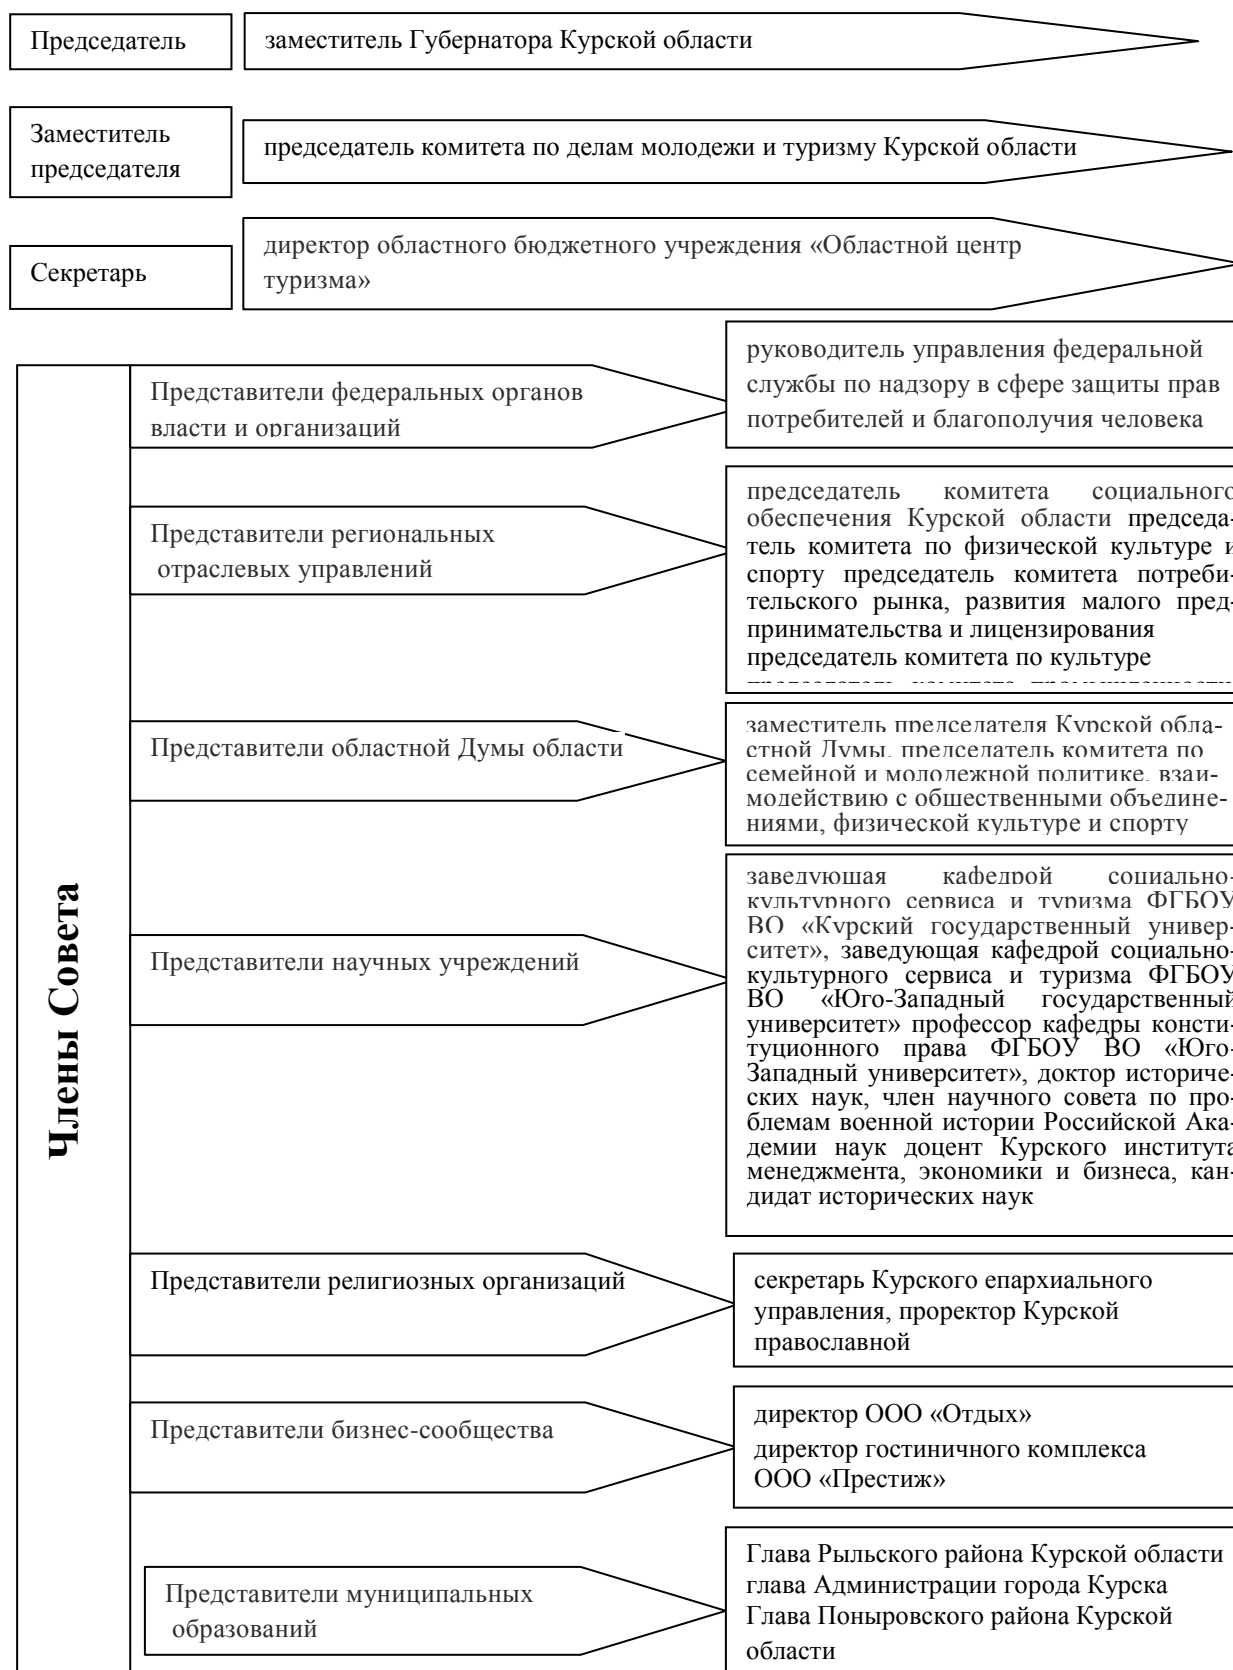 Председатель
заместитель Губернатора Курской области
Заместитель
председателя
председатель комитета по делам молодежи и туризму Курской области
Секретарь
директор областного бюджетного учреждения «Областной центр
туризма»
Члены Совета
Представители федеральных органов
власти и организаций
руководитель управления федеральной
службы по надзору в сфере защиты прав
потребителей и благополучия человека
Представители региональных
отраслевых управлений
председатель комитета социального
обеспечения Курской области председа-
тель комитета по физической культуре и
спорту председатель комитета потреби-
тельского рынка, развития малого пред-
принимательства и лицензирования
председатель комитета по культуре
председатель комитета промышленности
Представители областной Думы области
заместитель председателя Курской обла-
стной Думы, председатель комитета по
семейной и молодежной политике, взаи-
модействию с общественными объедине-
ниями, физической культуре и спорту
Представители научных учреждений
заведующая кафедрой социально-
культурного сервиса и туризма ФГБОУ
ВО «Курский государственный универ-
ситет», заведующая кафедрой социально-
культурного сервиса и туризма ФГБОУ
ВО «Юго-Западный государственный
университет» профессор кафедры консти-
туционного права ФГБОУ ВО «Юго-
Западный университет», доктор историче-
ских наук, член научного совета по про-
блемам военной истории Российской Ака-
демии наук доцент Курского института
менеджмента, экономики и бизнеса, кан-
дидат исторических наук
Представители религиозных организаций
секретарь Курского епархиального
управления, проректор Курской
православной
Представители бизнес-сообщества
директор ООО «Отдых»
директор гостиничного комплекса
ООО «Престиж»
Представители муниципальных
образований
Глава Рыльского района Курской области
глава Администрации города Курска
Глава Поныровского района Курской
области